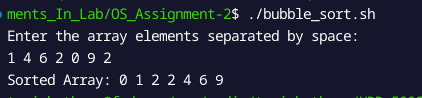 ments_In_Lab/OS_Assignment-2$ ./bubble_sort.sh
Enter the array elements separated by space:
1 4 6 2 0 9 2
Sorted Array: 0 1 2 2 4 6 9